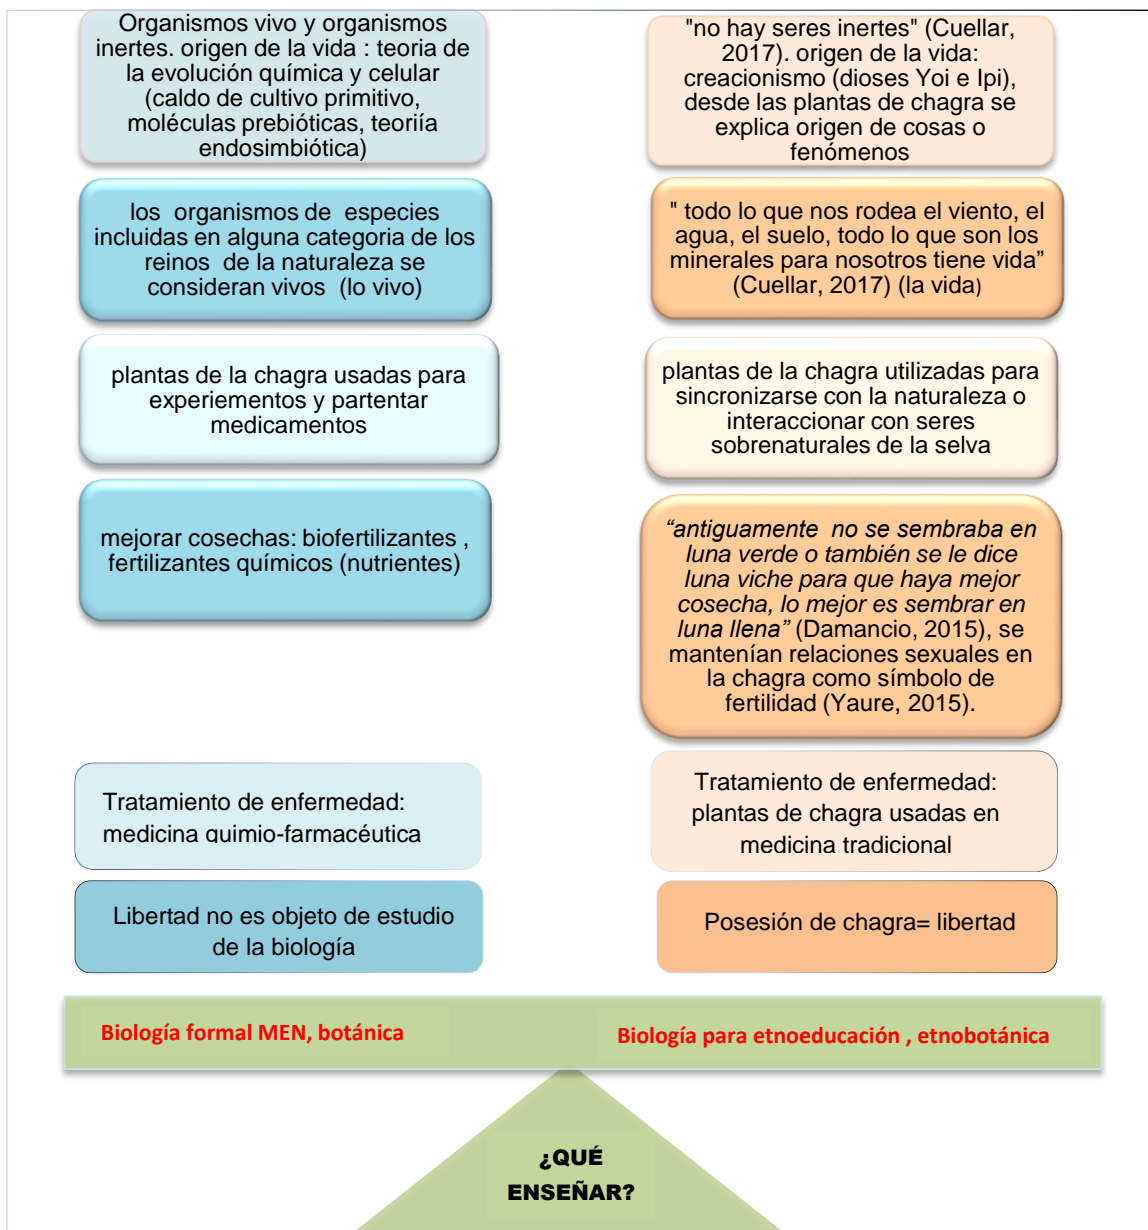 Organismos vivo y organismos
inertes. origen de la vida : teoria de
la evolución química y celular
(caldo de cultivo primitivo,
moléculas prebióticas, teoriía
endosimbiótica)
los organismos de especies
incluidas en alguna categoria de los
reinos de la naturaleza se
consideran vivos (lo vivo)
plantas de la chagra usadas para
experiementos y partentar
medicamentos
mejorar cosechas: biofertilizantes ,
fertilizantes químicos (nutrientes)
Tratamiento de enfermedad:
medicina quimio-farmacéutica
Libertad no es objeto de estudio
de la biología
"no hay seres inertes" (Cuellar,
2017). origen de la vida:
creacionismo (dioses Yoi e Ipi),
desde las plantas de chagra se
explica origen de cosas o
fenómenos
" todo lo que nos rodea el viento, el
agua, el suelo, todo lo que son los
minerales para nosotros tiene vida”
(Cuellar, 2017) (la vida)
plantas de la chagra utilizadas para
sincronizarse con la naturaleza o
interaccionar con seres
sobrenaturales de la selva
“antiguamente no se sembraba en
luna verde o también se le dice
luna viche para que haya mejor
cosecha, lo mejor es sembrar en
luna llena” (Damancio, 2015), se
mantenían relaciones sexuales en
la chagra como símbolo de
fertilidad (Yaure, 2015).
Tratamiento de enfermedad:
plantas de chagra usadas en
medicina tradicional
Posesión de chagra= libertad
Biología formal MEN, botánica
Biología para etnoeducación , etnobotánica
¿QUÉ
ENSEÑAR?